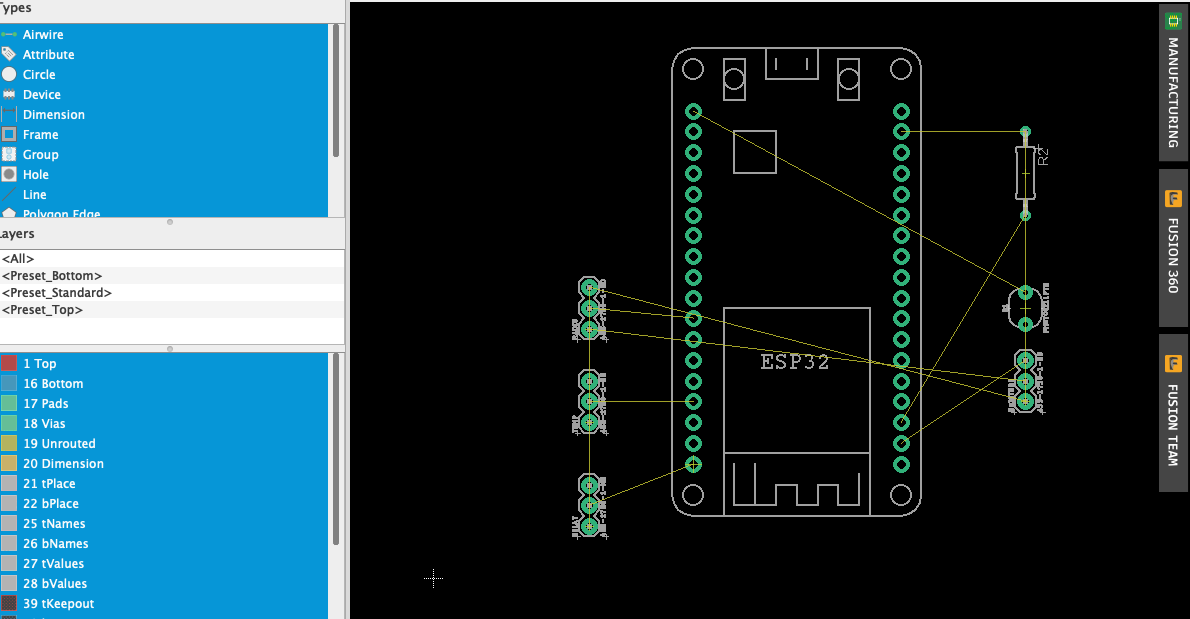 Types
Airwire
Attribute
Circle
Device
Dimension
Frame
Group
Hole
Line
Polygon Edge
Layers
<All>
<Preset_Bottom>
<Preset_Standard>
<Preset_Top>
1 Top
16 Bottom
17 Pads
18 Vias
19 Unrouted
20 Dimension
21 tPlace
22 bPlace
25 tNames
26 bNames
27 tValues
28 bValues
39 tKeepout
ESP32
R2
MANUFACTURING
FUSION 360
FUSION TEAM